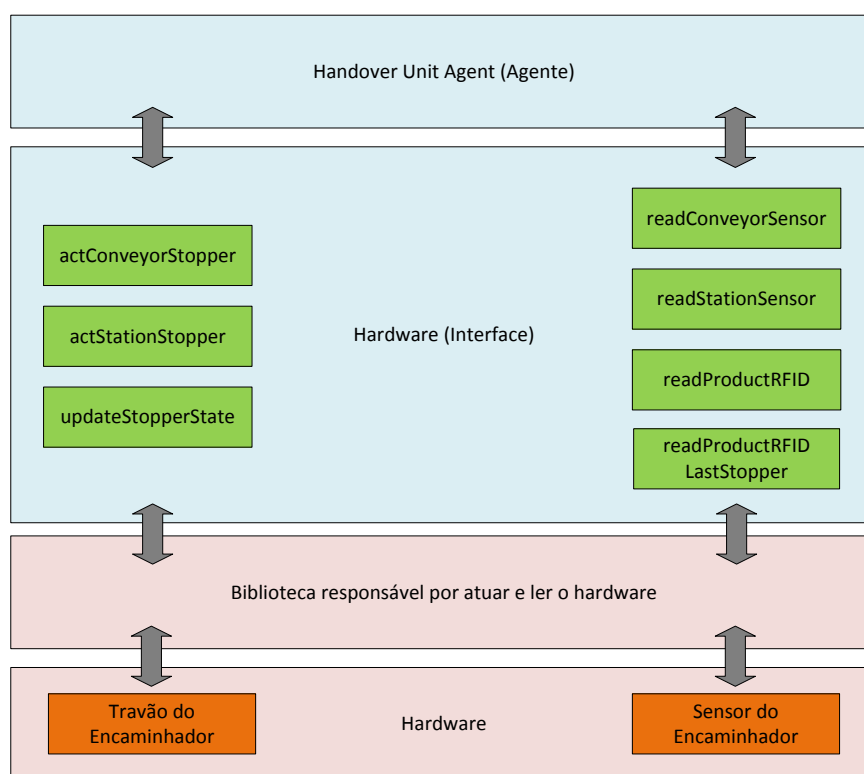 Handover Unit Agent (Agente)
actConveyorStopper
actStationStopper
updateStopperState
Hardware (Interface)
readConveyorSensor
readStationSensor
readProductRFID
readProductRFID
LastStopper
Biblioteca responsável por atuar e ler o hardware
Travão do
Encaminhador
Hardware
Sensor do
Encaminhador